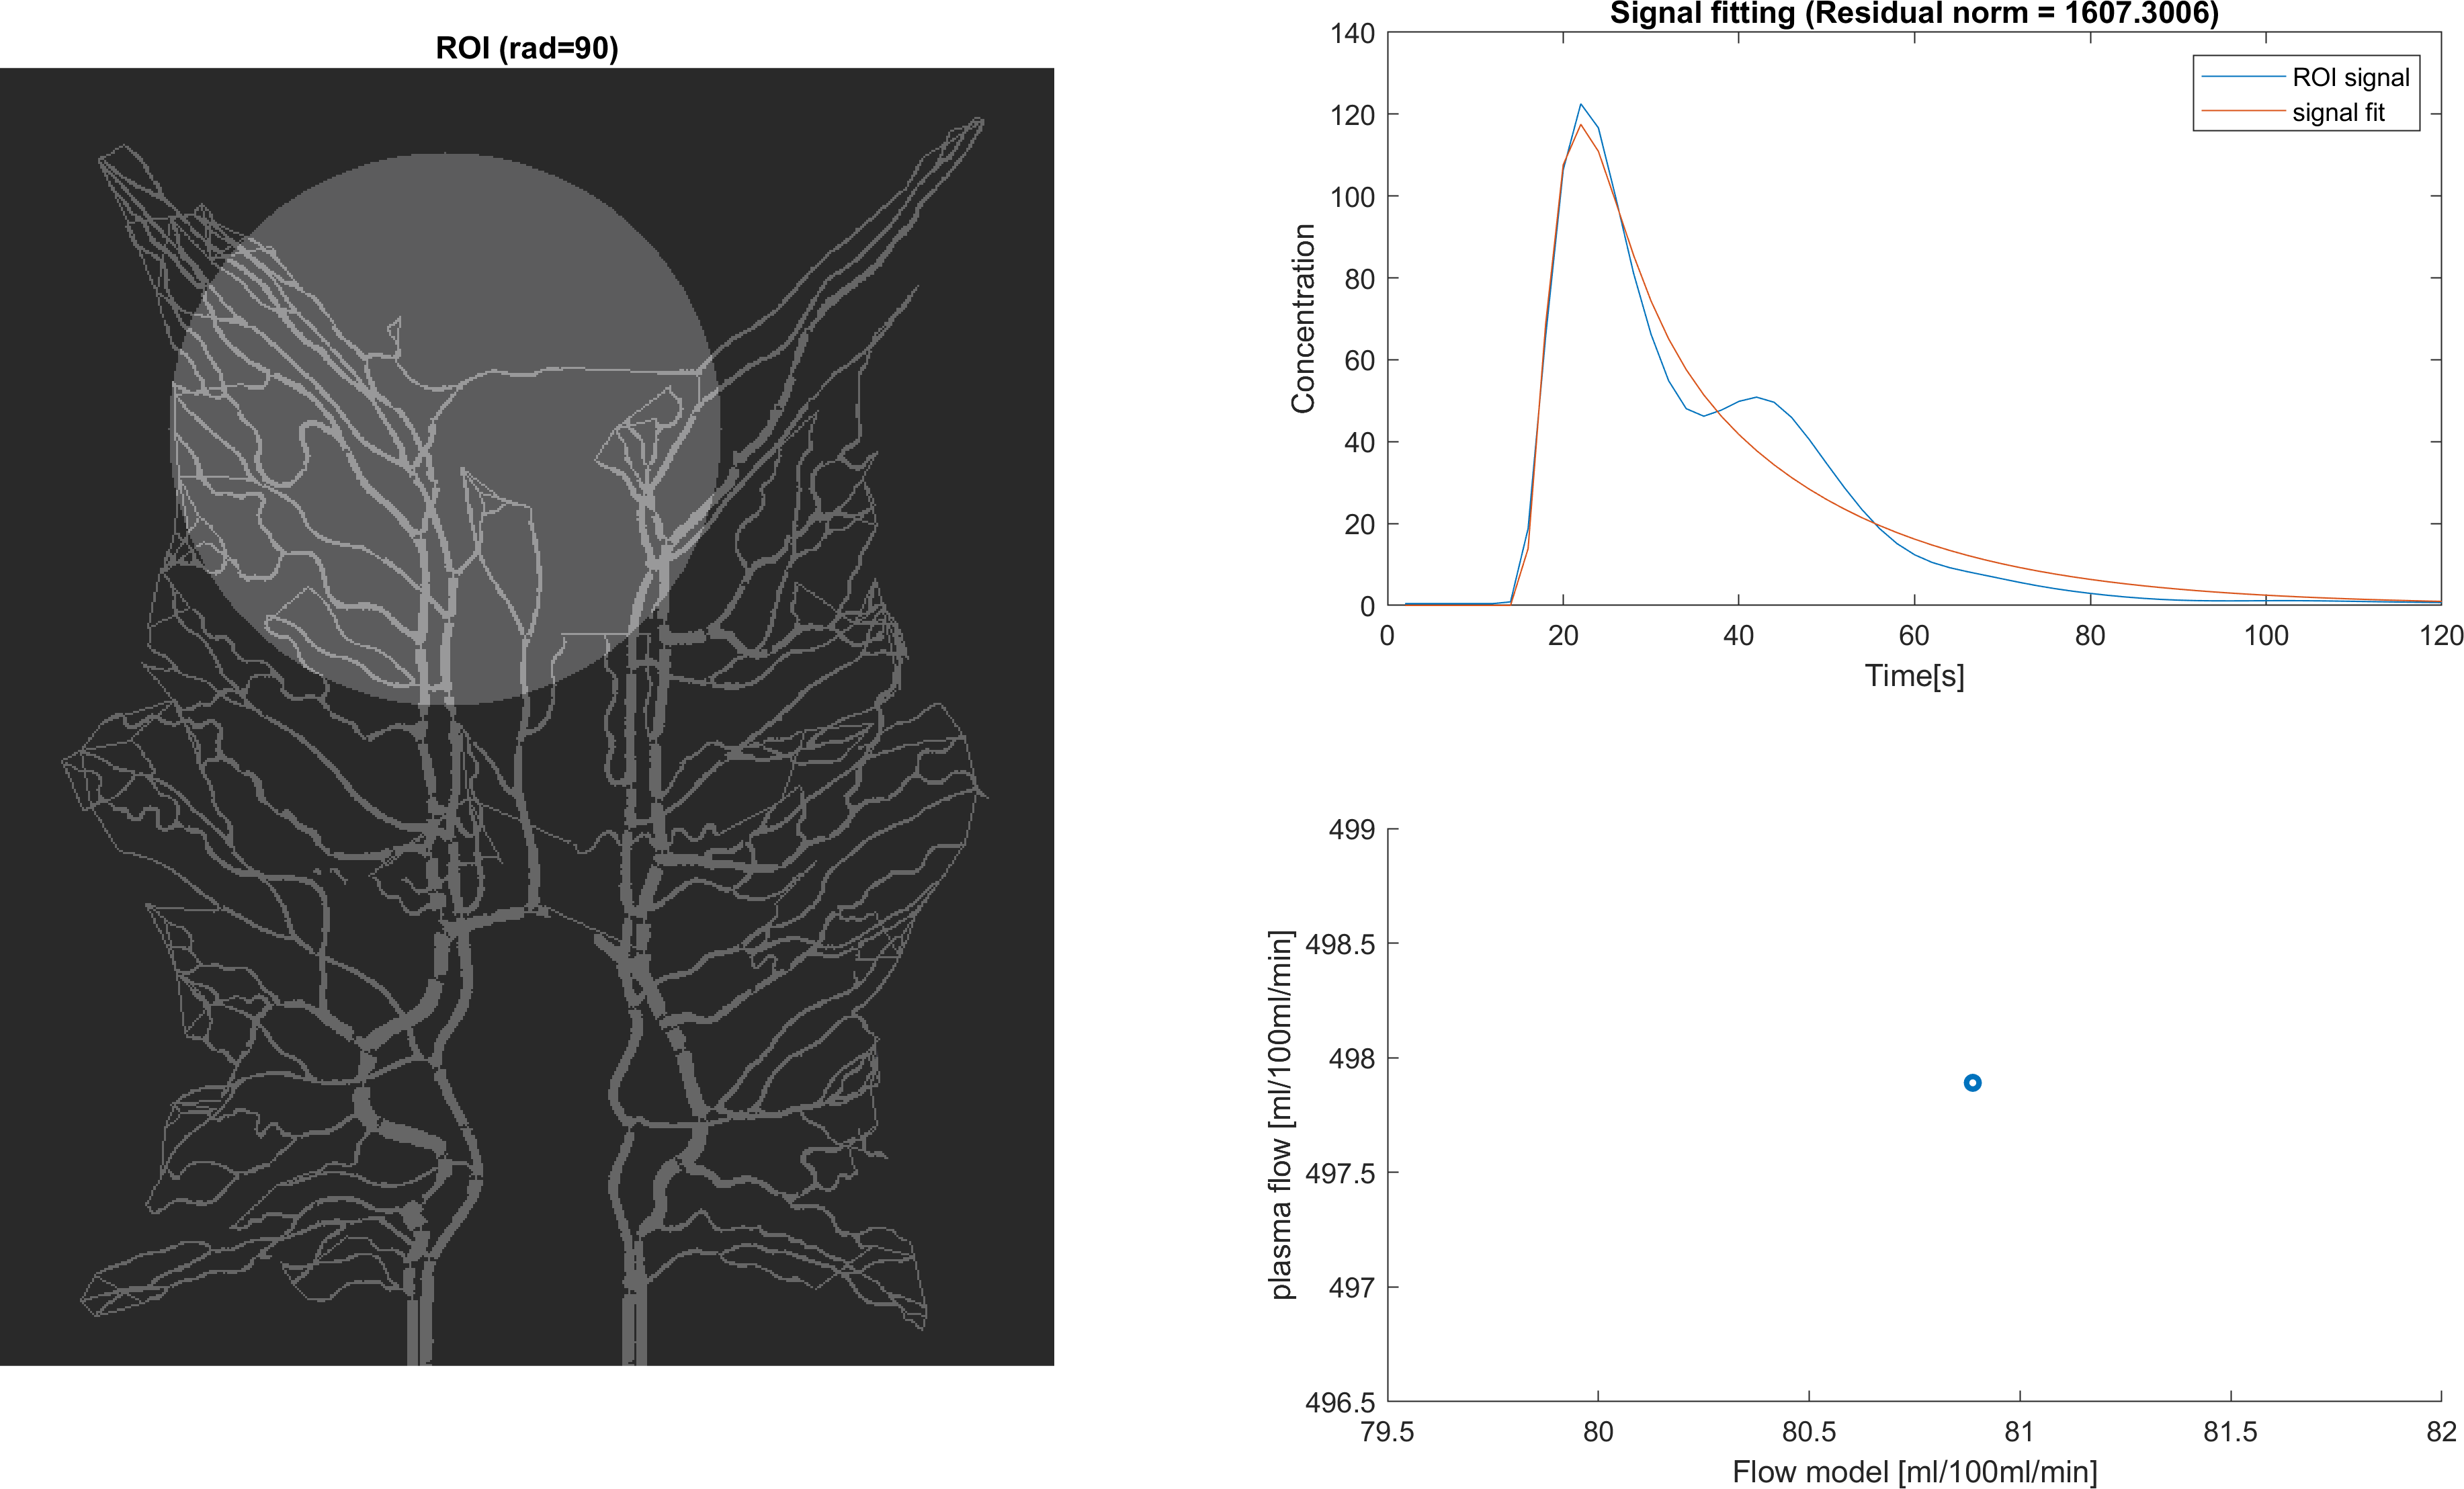 ROI (rad=90)
Signal fitting (Residual norm = 1607.3006)
140
120
100
80
60
40
20
0
Concentration
ROI signal
signal fit
0 20 40 60 80 100 120
Time[s]
499
498.5
498
497.5
497
496.5
plasma flow [ml/100ml/min]
79.5 80 80.5 81 81.5 82
Flow model [ml/100ml/min]